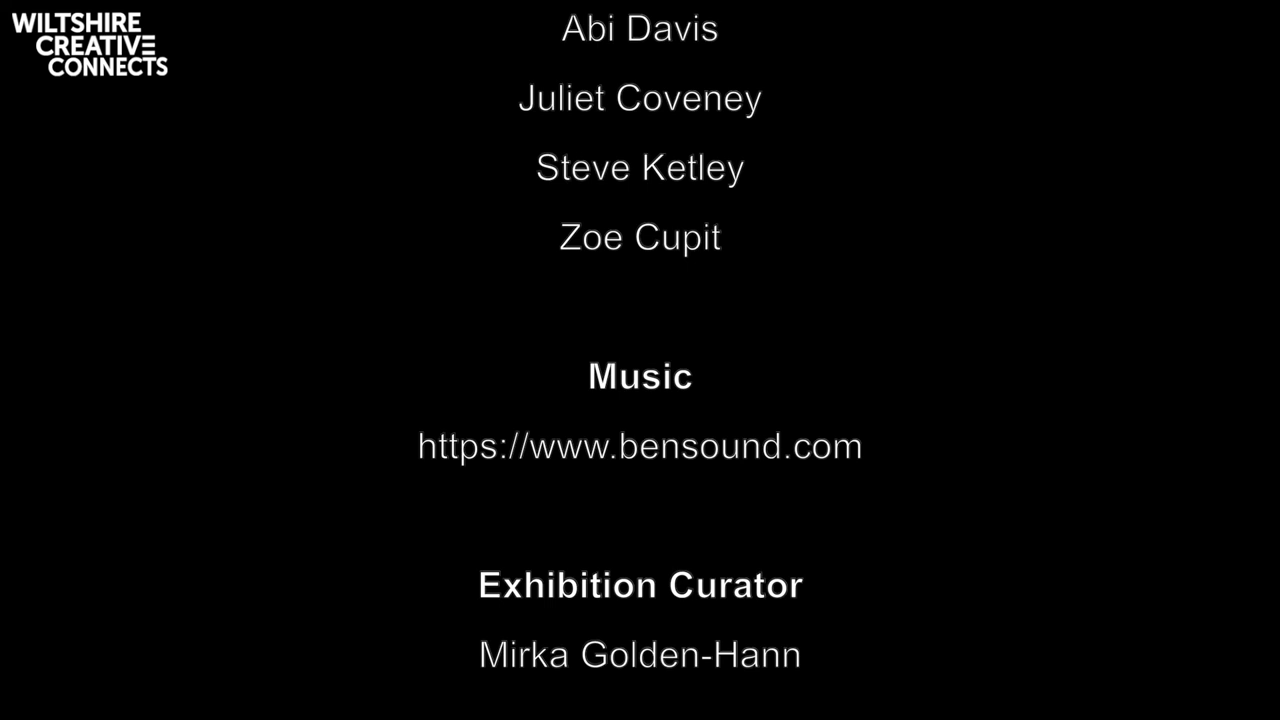 WILTSHIRE
CREATIVE
CONNECTS
Abi Davis
Juliet Coveney
Steve Ketley
Zoe Cupit
Music
https://www.bensound.com
Exhibition Curator
Mirka Golden-Hann